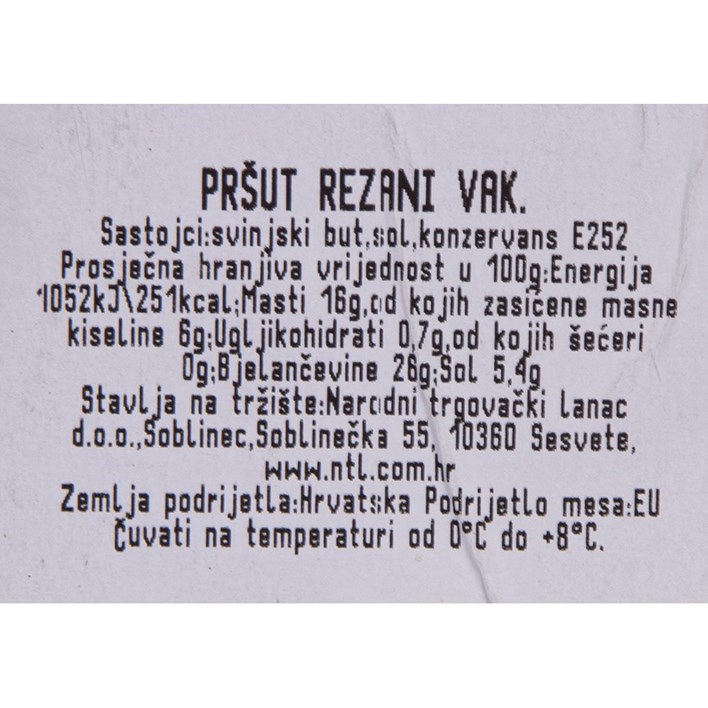 PRŠUT REZANI VAK.
Sastojci:svinjski but,sol,konzervans E252
Prosječna hranjiva vrijednost u 100g:Energija
1052kJ\251kcal;Masti 16g,od kojih zasićene masne
kiseline 6g;Ugljikohidrati 0,7g,od kojih šećeri
0g;Bjelančevine 26g;Sol 5,4g
Stavlja na tržište:Narodni trgovački lanac
d.o.o.,Soblinec,Soblinečka 55, 10360 Sesvete,
www.ntl.com.hr
Zemlja podrijetla:Hrvatska Podrijetlo mesa:EU
Čuvati na temperaturi od 0°C do +8°C.